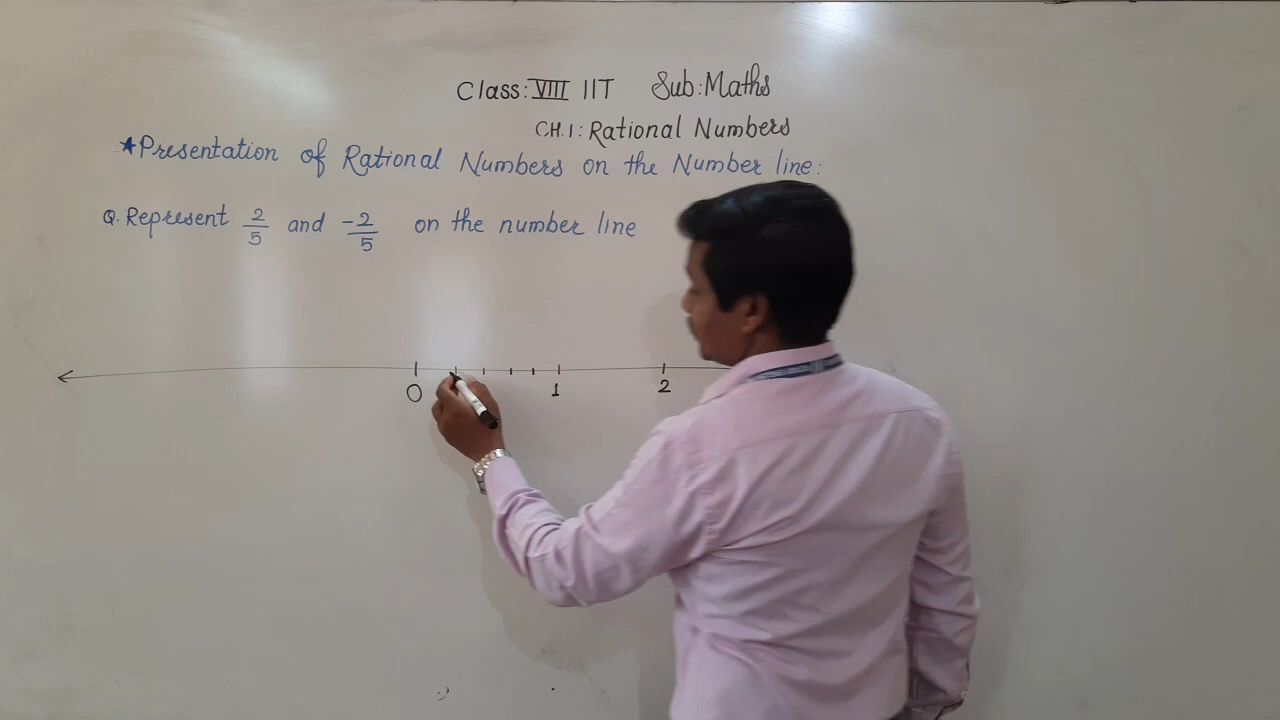 Class: VIII IIT Sub: Maths
CH.1: Rational Numbers
★Presentation of Rational Numbers on the Number line:
Q. Represent 2/5 and -2/5 on the number line
0 1 2